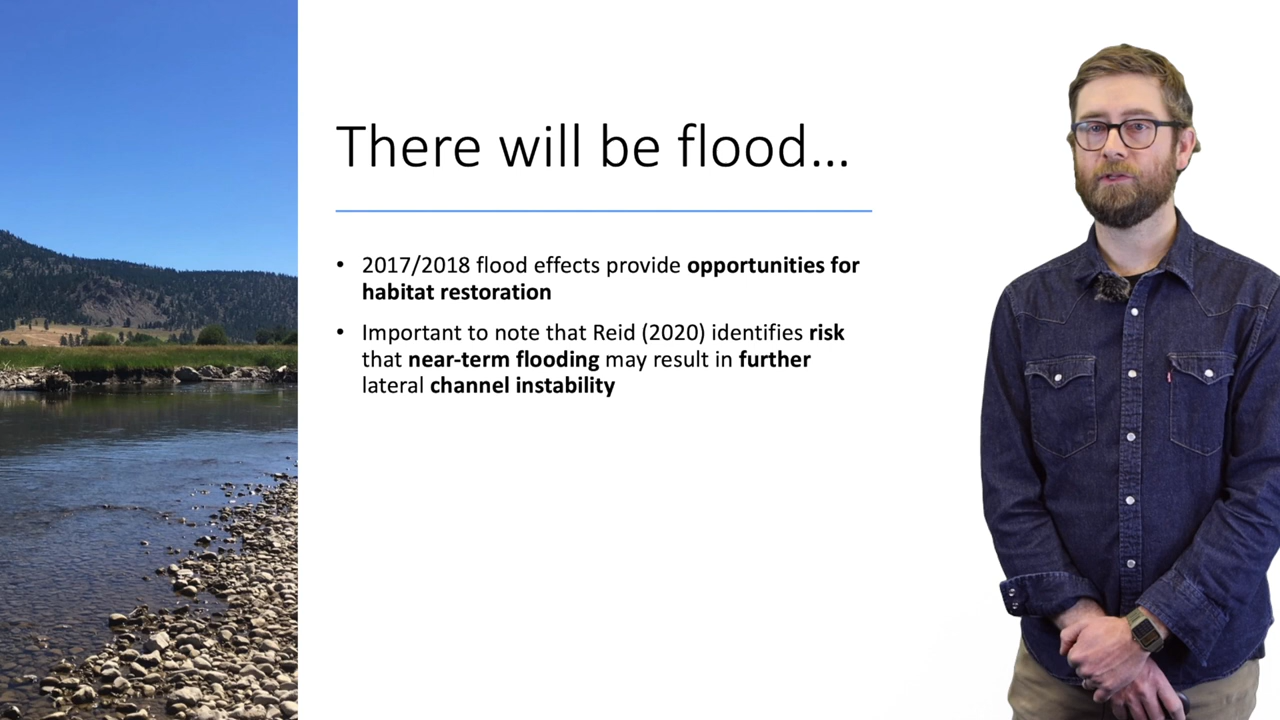 There will be flood...
• 2017/2018 flood effects provide opportunities for
habitat restoration
• Important to note that Reid (2020) identifies risk
that near-term flooding may result in further
lateral channel instability